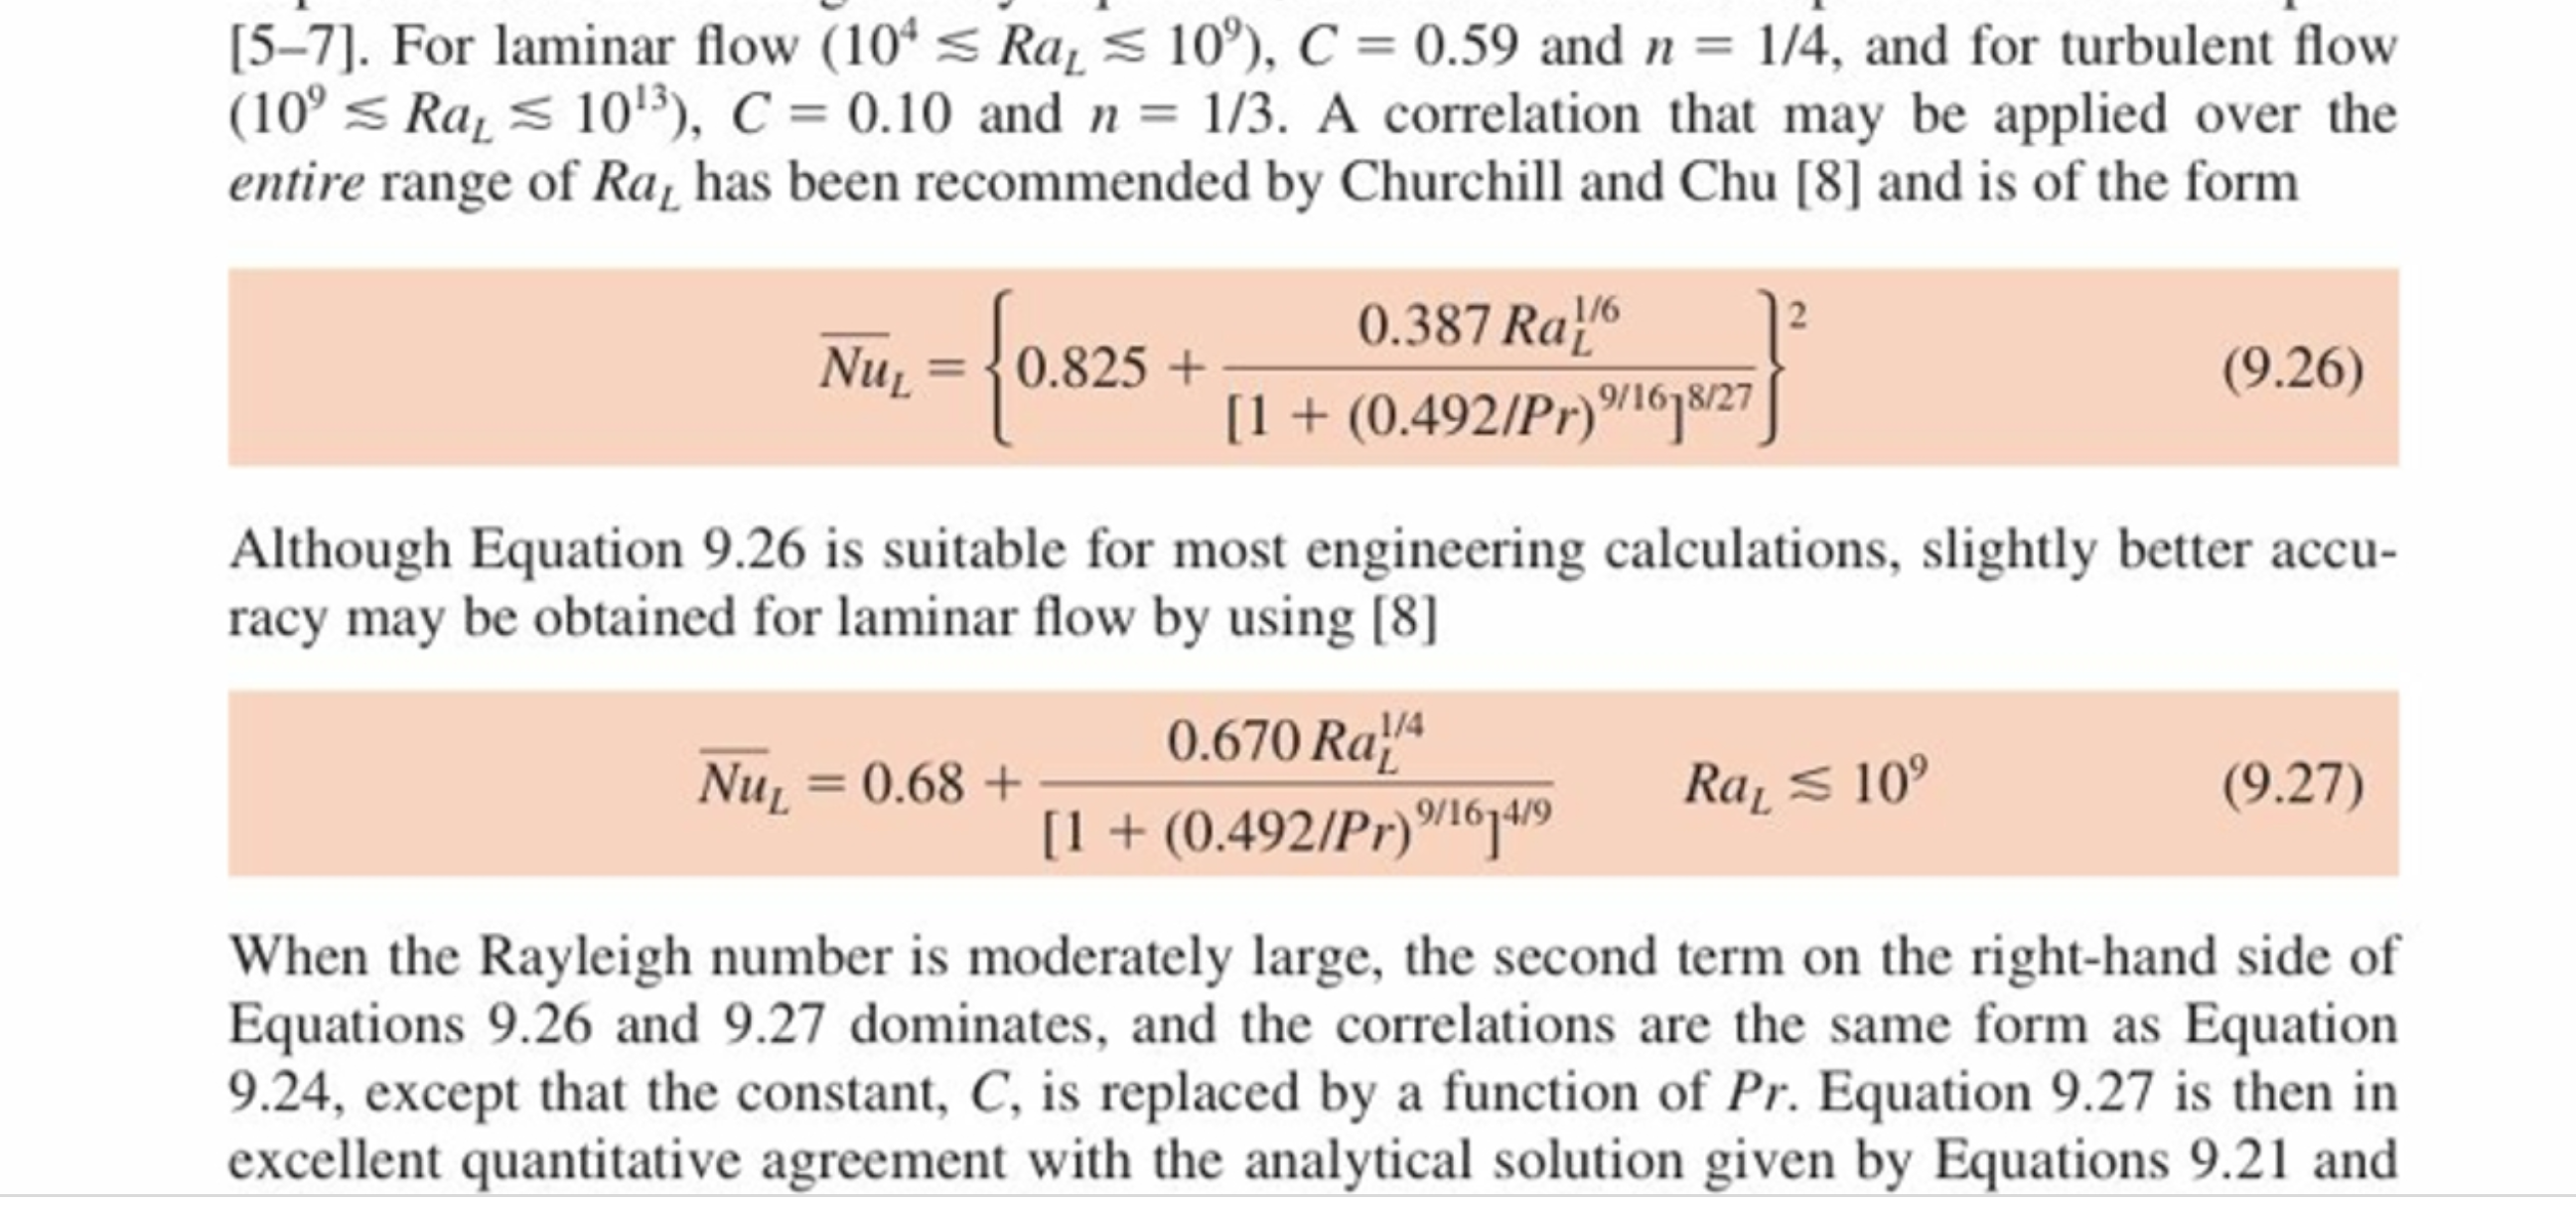 [5–7]. For laminar flow (10⁴ ≲ Ra_L ≲ 10⁹), C = 0.59 and n = 1/4, and for turbulent flow
(10⁹ ≲ Ra_L ≲ 10¹³), C = 0.10 and n = 1/3. A correlation that may be applied over the
entire range of Ra_L has been recommended by Churchill and Chu [8] and is of the form
N̅u̅_L = {0.825 + 0.387 Ra_L^{1/6} / [1 + (0.492/Pr)^{9/16}]^{8/27}}² (9.26)
Although Equation 9.26 is suitable for most engineering calculations, slightly better accu-
racy may be obtained for laminar flow by using [8]
N̅u̅_L = 0.68 + 0.670 Ra_L^{1/4} / [1 + (0.492/Pr)^{9/16}]^{4/9} Ra_L ≲ 10⁹ (9.27)
When the Rayleigh number is moderately large, the second term on the right-hand side of
Equations 9.26 and 9.27 dominates, and the correlations are the same form as Equation
9.24, except that the constant, C, is replaced by a function of Pr. Equation 9.27 is then in
excellent quantitative agreement with the analytical solution given by Equations 9.21 and